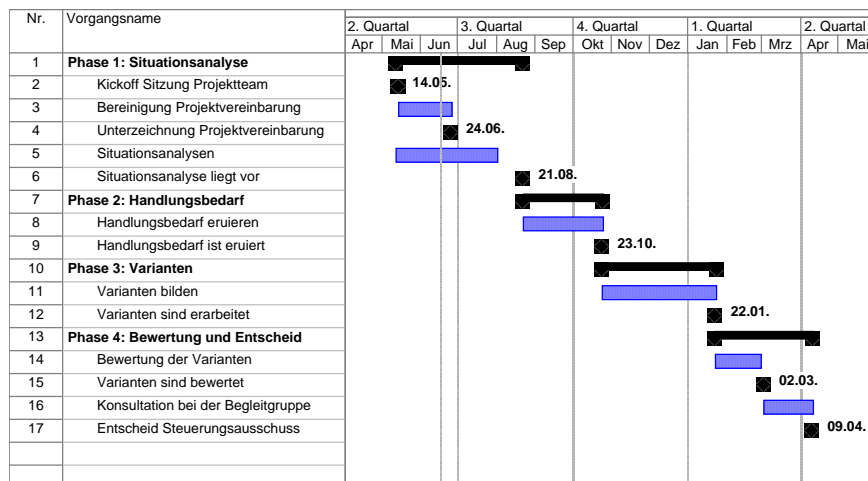 Nr. Vorgangsname 2. Quartal 3. Quartal 4. Quartal 1. Quartal 2. Quartal
Apr Mai Jun Jul Aug Sep Okt Nov Dez Jan Feb Mrz Apr Mai
1 Phase 1: Situationsanalyse
2 Kickoff Sitzung Projektteam 14.05.
3 Bereinigung Projektvereinbarung
4 Unterzeichnung Projektvereinbarung 24.06.
5 Situationsanalysen
6 Situationsanalyse liegt vor 21.08.
7 Phase 2: Handlungsbedarf
8 Handlungsbedarf eruieren
9 Handlungsbedarf ist eruiert 23.10.
10 Phase 3: Varianten
11 Varianten bilden
12 Varianten sind erarbeitet 22.01.
13 Phase 4: Bewertung und Entscheid
14 Bewertung der Varianten
15 Varianten sind bewertet 02.03.
16 Konsultation bei der Begleitgruppe
17 Entscheid Steuerungsausschuss 09.04.